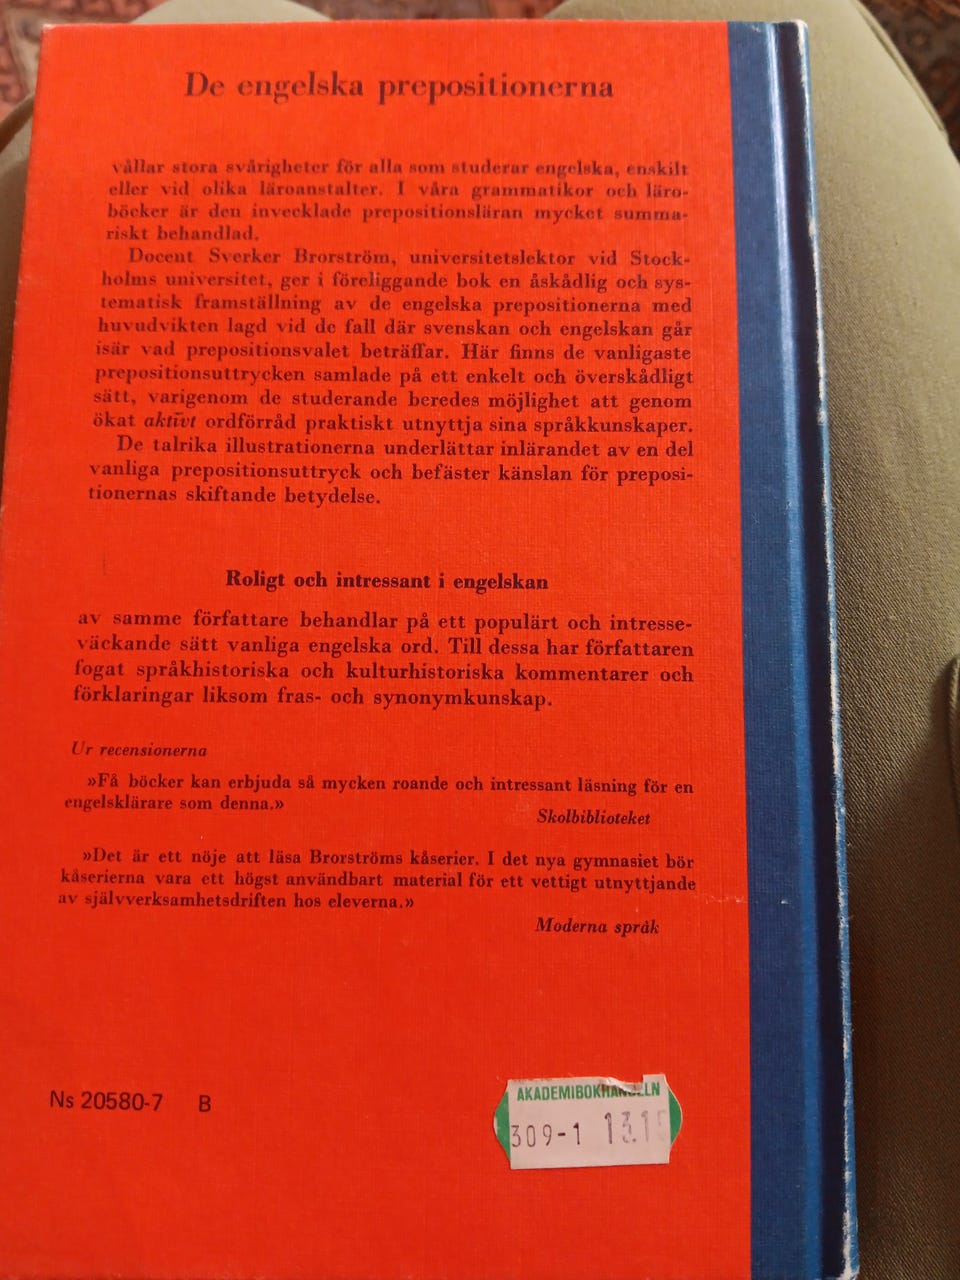 De engelska prepositionerna
vållar stora svårigheter för alla som studerar engelska, enskilt
eller vid olika läroanstalter. I våra grammatikor och läro-
böcker är den invecklade prepositionsläran mycket summa-
riskt behandlad.
Docent Sverker Brorström, universitetslektor vid Stock-
holms universitet, ger i föreliggande bok en åskådlig och sys-
tematisk framställning av de engelska prepositionerna med
huvudvikten lagd vid de fall där svenskan och engelskan går
isär vad prepositionsvalet beträffar. Här finns de vanligaste
prepositionsuttrycken samlade på ett enkelt och överskådligt
sätt, varigenom de studerande beredes möjlighet att genom
ökat aktivt ordförråd praktiskt utnyttja sina språkkunskaper.
De talrika illustrationerna underlättar inlärandet av en del
vanliga prepositionsuttryck och befäster känslan för preposi-
tionernas skiftande betydelse.
Roligt och intressant i engelskan
av samme författare behandlar på ett populärt och intresse-
väckande sätt vanliga engelska ord. Till dessa har författaren
fogat språkhistoriska och kulturhistoriska kommentarer och
förklaringar liksom fras- och synonymkunskap.
Ur recensionerna
»Få böcker kan erbjuda så mycken roande och intressant läsning för en
engelsklärare som denna.»
Skolbiblioteket
»Det är ett nöje att läsa Brorströms kåserier. I det nya gymnasiet bör
kåserierna vara ett högst användbart material för ett vettigt utnyttjande
av självverksamhetsdriften hos eleverna.»
Moderna språk
Ns 20580-7 B
AKADEMIBOKHANDELN
309-1